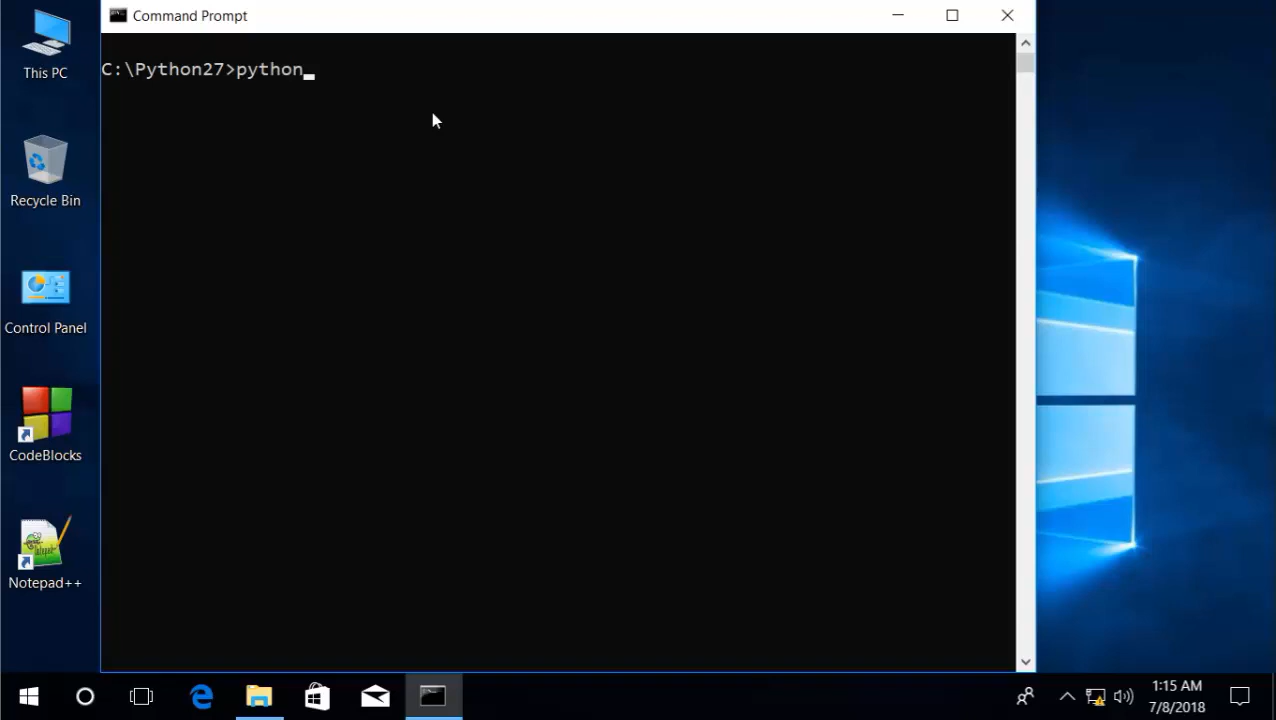 Command Prompt
This PC
C:\Python27>python
Recycle Bin
Control Panel
CodeBlocks
Notepad++
1:15 AM
7/8/2018